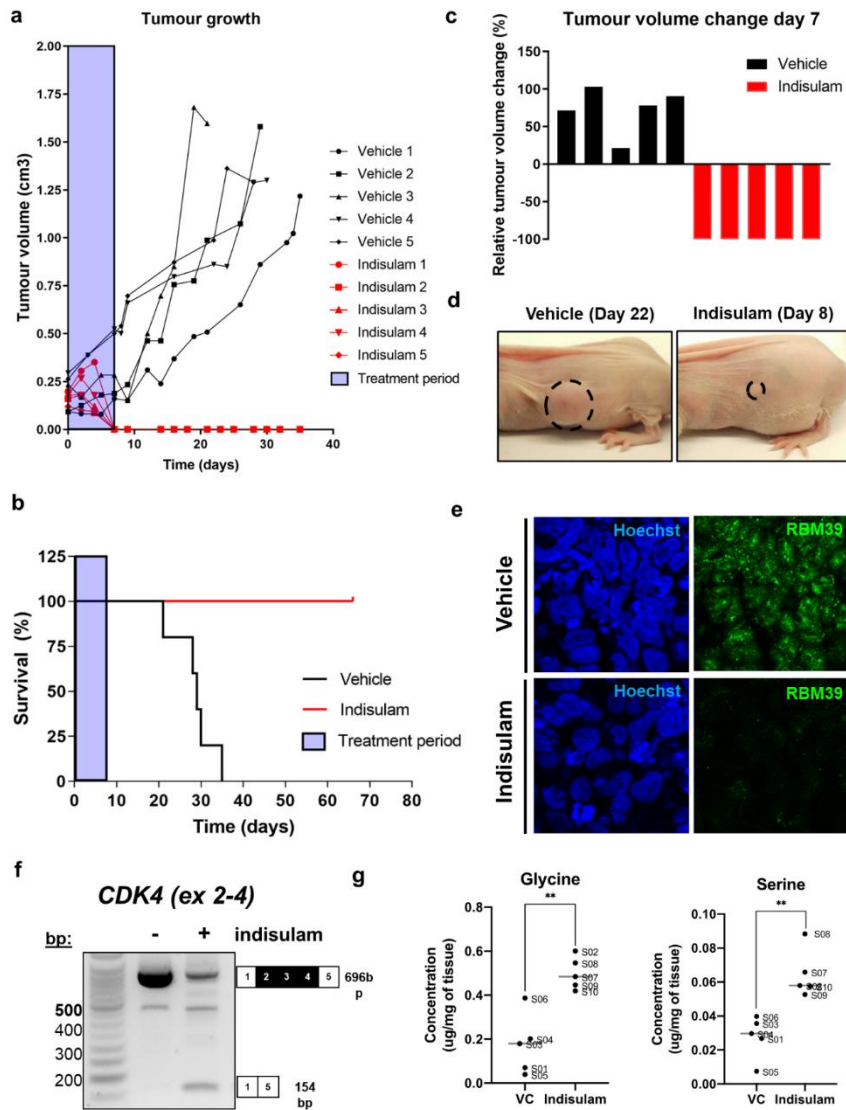 a
Tumour growth
Tumour volume (cm3)
2.00
1.75
1.50
1.25
1.00
0.75
0.50
0.25
0.00
0
10
20
30
40
Time (days)
Vehicle 1
Vehicle 2
Vehicle 3
Vehicle 4
Vehicle 5
Indisulam 1
Indisulam 2
Indisulam 3
Indisulam 4
Indisulam 5
Treatment period
b
Survival (%)
125
100
75
50
25
0
0
10
20
30
40
50
60
70
80
Time (days)
Vehicle
Indisulam
Treatment period
c
Tumour volume change day 7
Relative tumour volume change (%)
150
100
50
0
-50
-100
Vehicle
Indisulam
d
Vehicle (Day 22)
Indisulam (Day 8)
e
Vehicle
Hoechst
RBM39
Indisulam
Hoechst
RBM39
f
CDK4 (ex 2-4)
bp:
-
+
indisulam
500
400
300
200
1 2 3 4 5
696b
p
1 5
154
bp
g
Glycine
Concentration
(ug/mg of tissue)
0.8
0.6
0.4
0.2
0.0
**
S06
S04
S03
S01
S05
S02
S08
S07
S09
S10
VC
Indisulam
Serine
Concentration
(ug/mg of tissue)
0.10
0.08
0.06
0.04
0.02
0.00
**
S06
S03
S04
S01
S05
S08
S07
S10
S09
VC
Indisulam